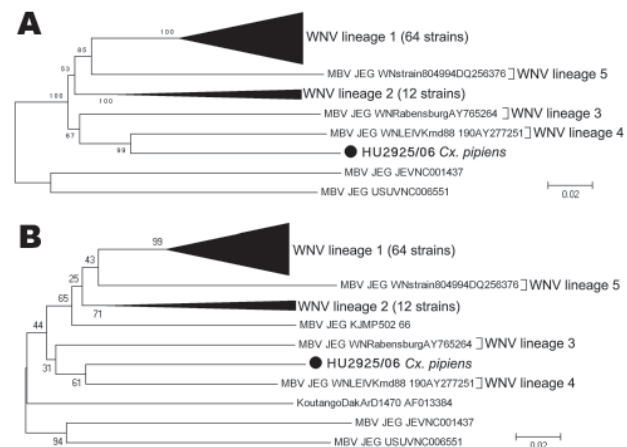 A
100
WNV lineage 1 (64 strains)
85
MBV JEG WNstrain804994DQ256376 WNV lineage 5
53
WNV lineage 2 (12 strains)
100
100
MBV JEG WNRabensburgAY765264 WNV lineage 3
67
MBV JEG WNLEIVKmd88 190AY277251 WNV lineage 4
99
HU2925/06 Cx. pipiens
MBV JEG JEVNC001437
MBV JEG USUVNC006551
0.02
B
99
WNV lineage 1 (64 strains)
43
MBV JEG WNstrain804994DQ256376 WNV lineage 5
25
WNV lineage 2 (12 strains)
65
71
MBV JEG KJMP502 66
44
MBV JEG WNRabensburgAY765264 WNV lineage 3
31
HU2925/06 Cx. pipiens
61
MBV JEG WNLEIVKmd88 190AY277251 WNV lineage 4
KoutangoDakArD1470 AF013384
MBV JEG JEVNC001437
94
MBV JEG USUVNC006551
0.02